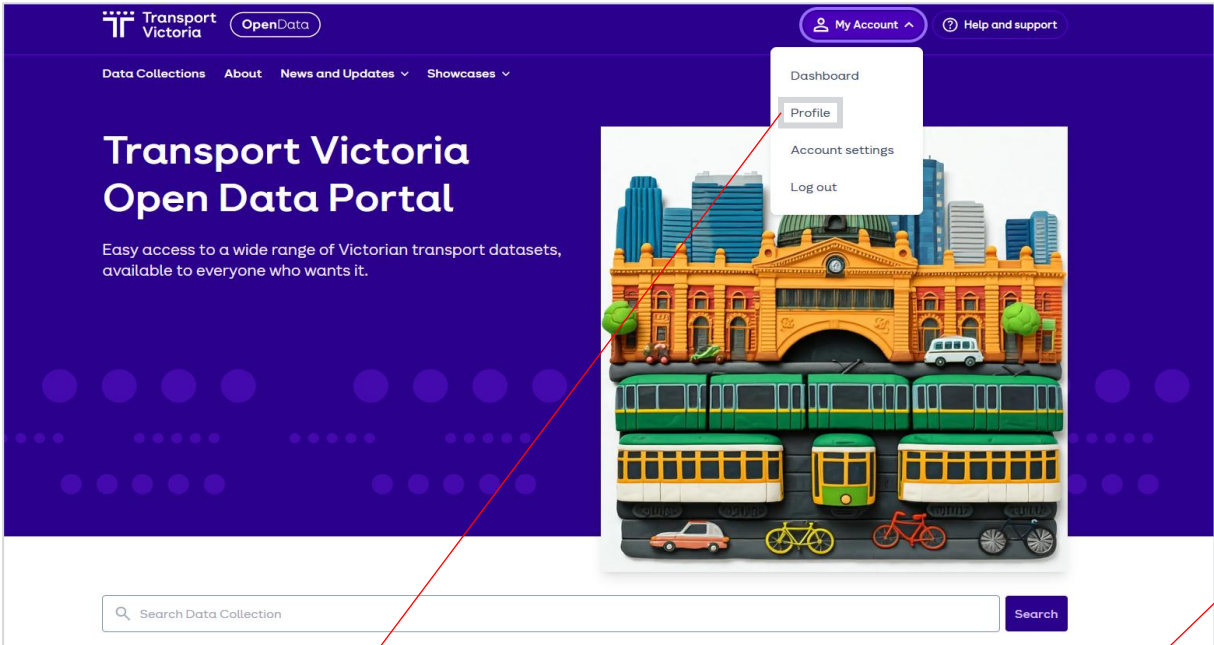 Transport
Victoria
OpenData
My Account
Help and support
Data Collections About News and Updates Showcases
Dashboard
Profile
Account settings
Log out
Transport Victoria
Open Data Portal
Easy access to a wide range of Victorian transport datasets,
available to everyone who wants it.
Search Data Collection
Search